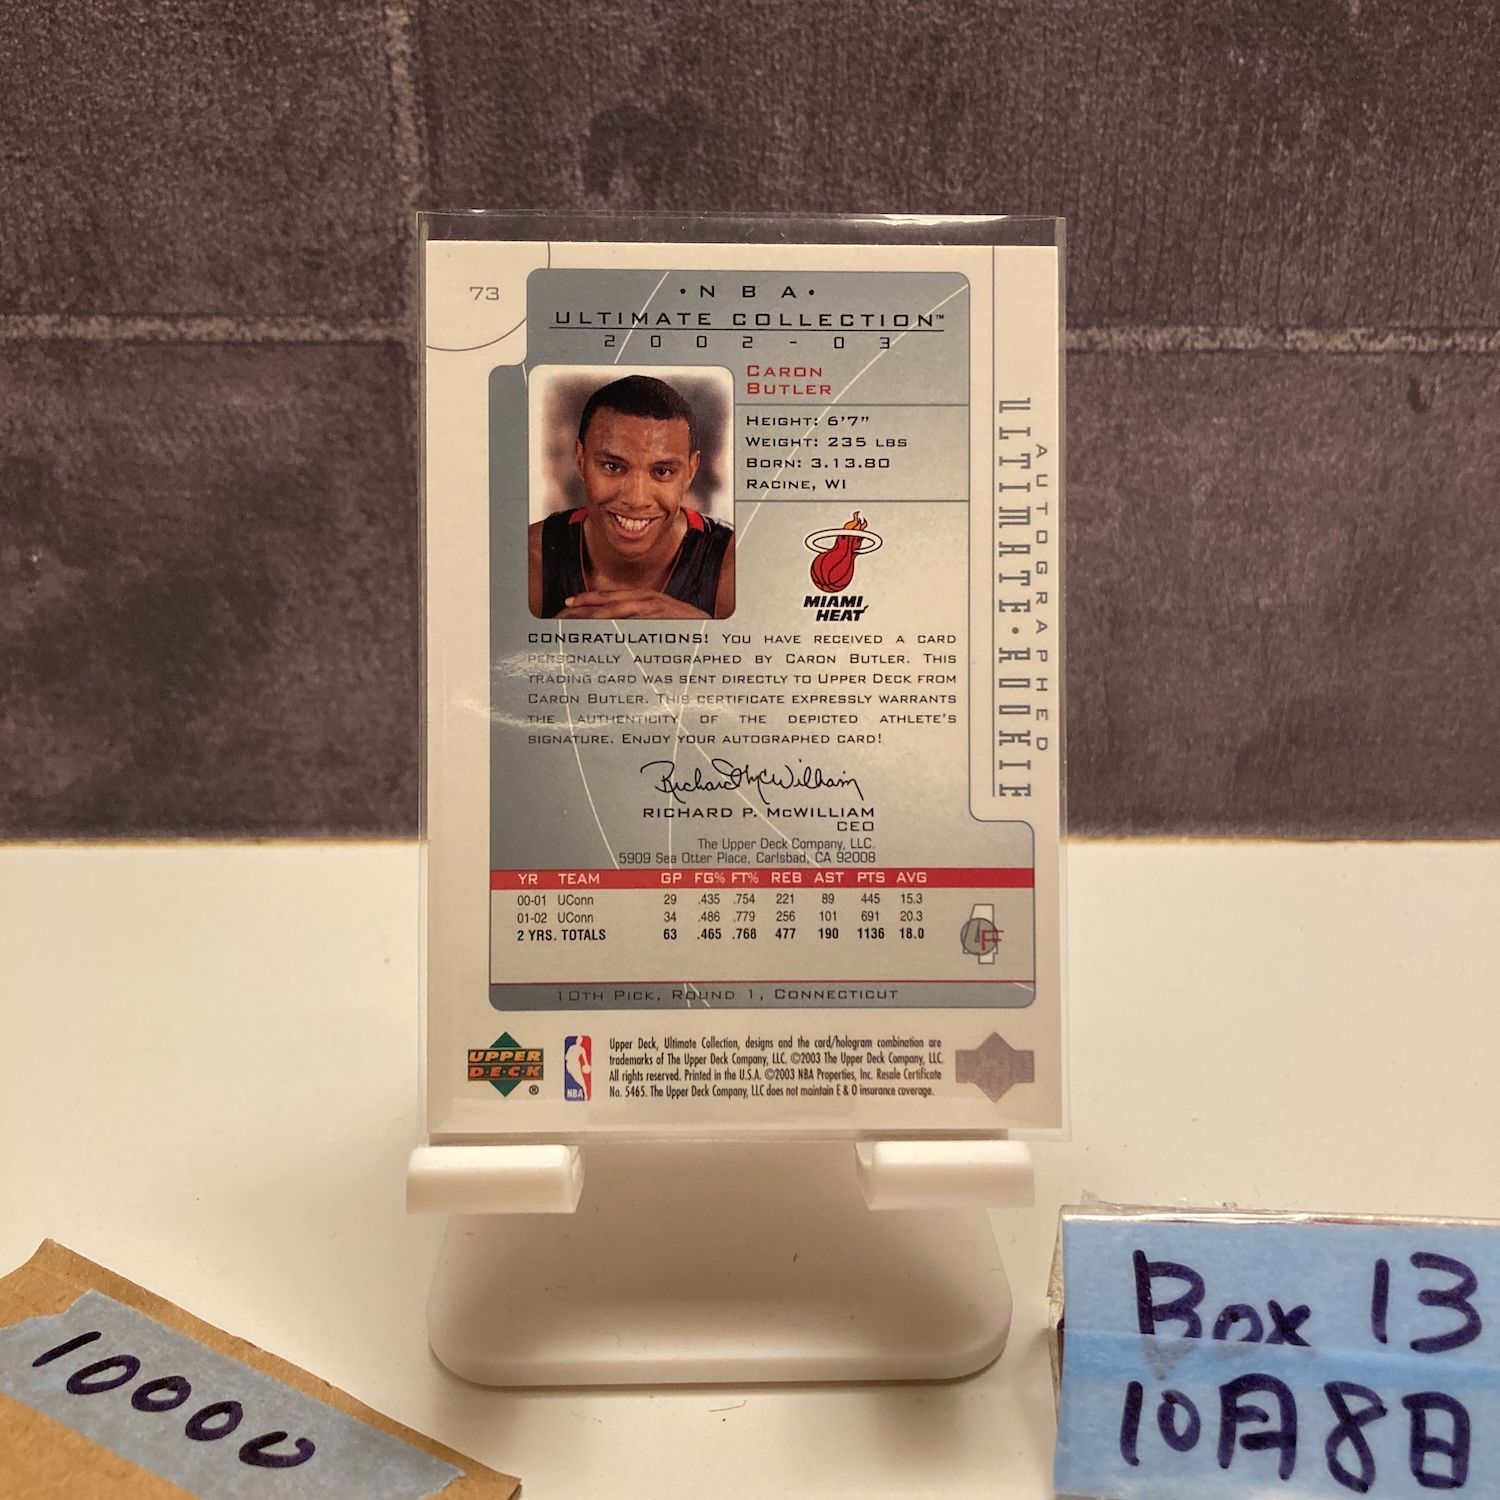 73
• N B A •
ULTIMATE COLLECTION™
2002-03
CARON
BUTLER
HEIGHT: 6'7"
WEIGHT: 235 LBS
BORN: 3.13.80
RACINE, WI
MIAMI
HEAT
AUTOGRAPHED
ULTIMATE • ROOKIE
CONGRATULATIONS! YOU HAVE RECEIVED A CARD
PERSONALLY AUTOGRAPHED BY CARON BUTLER. THIS
TRADING CARD WAS SENT DIRECTLY TO UPPER DECK FROM
CARON BUTLER. THIS CERTIFICATE EXPRESSLY WARRANTS
THE AUTHENTICITY OF THE DEPICTED ATHLETE'S
SIGNATURE. ENJOY YOUR AUTOGRAPHED CARD!
Richard McWilliam
RICHARD P. McWILLIAM
CEO
The Upper Deck Company, LLC.
5909 Sea Otter Place, Carlsbad, CA 92008
YR TEAM GP FG% FT% REB AST PTS AVG
00-01 UConn 29 .435 .754 221 89 445 15.3
01-02 UConn 34 .486 .779 256 101 691 20.3
2 YRS. TOTALS 63 .465 .768 477 190 1136 18.0
10TH PICK, ROUND 1, CONNECTICUT
UPPER
DECK
®
NBA
Upper Deck, Ultimate Collection, designs and the card/hologram combination are
trademarks of The Upper Deck Company, LLC. ©2003 The Upper Deck Company, LLC.
All rights reserved. Printed in the U.S.A. ©2003 NBA Properties, Inc. Resale Certificate
No. 5465. The Upper Deck Company, LLC does not maintain E & O insurance coverage.
10000
Box 13
10月8日